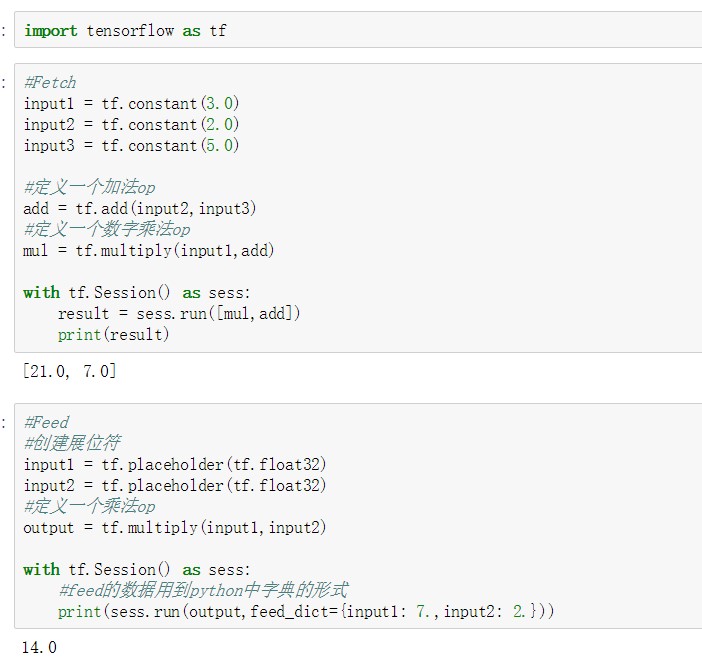 : import tensorflow as tf
: #Fetch
input1 = tf.constant(3.0)
input2 = tf.constant(2.0)
input3 = tf.constant(5.0)
#定义一个加法op
add = tf.add(input2,input3)
#定义一个数字乘法op
mul = tf.multiply(input1,add)
with tf.Session() as sess:
    result = sess.run([mul,add])
    print(result)
[21.0, 7.0]
: #Feed
#创建展位符
input1 = tf.placeholder(tf.float32)
input2 = tf.placeholder(tf.float32)
#定义一个乘法op
output = tf.multiply(input1,input2)
with tf.Session() as sess:
    #feed的数据用到python中字典的形式
    print(sess.run(output,feed_dict={input1: 7.,input2: 2.}))
14.0